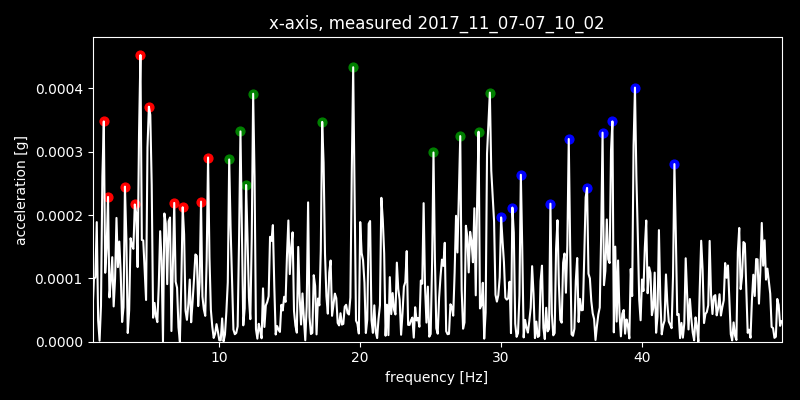 x-axis, measured 2017_11_07-07_10_02
acceleration [g]
0.0004
0.0003
0.0002
0.0001
0.0000
10 20 30 40
frequency [Hz]